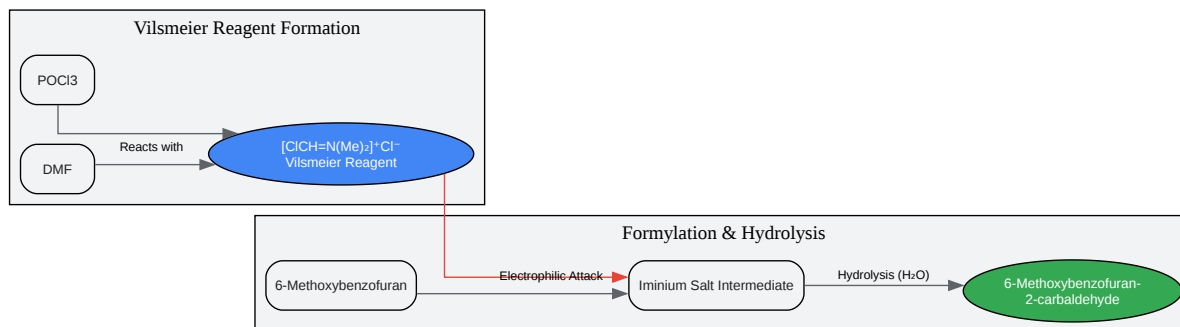 Vilsmeier Reagent Formation
POCl3
Reacts with
DMF
[ClCH=N(Me)₂]⁺Cl⁻
Vilsmeier Reagent
Formylation & Hydrolysis
6-Methoxybenzofuran
Electrophilic Attack
Iminium Salt Intermediate
Hydrolysis (H₂O)
6-Methoxybenzofuran-
2-carbaldehyde